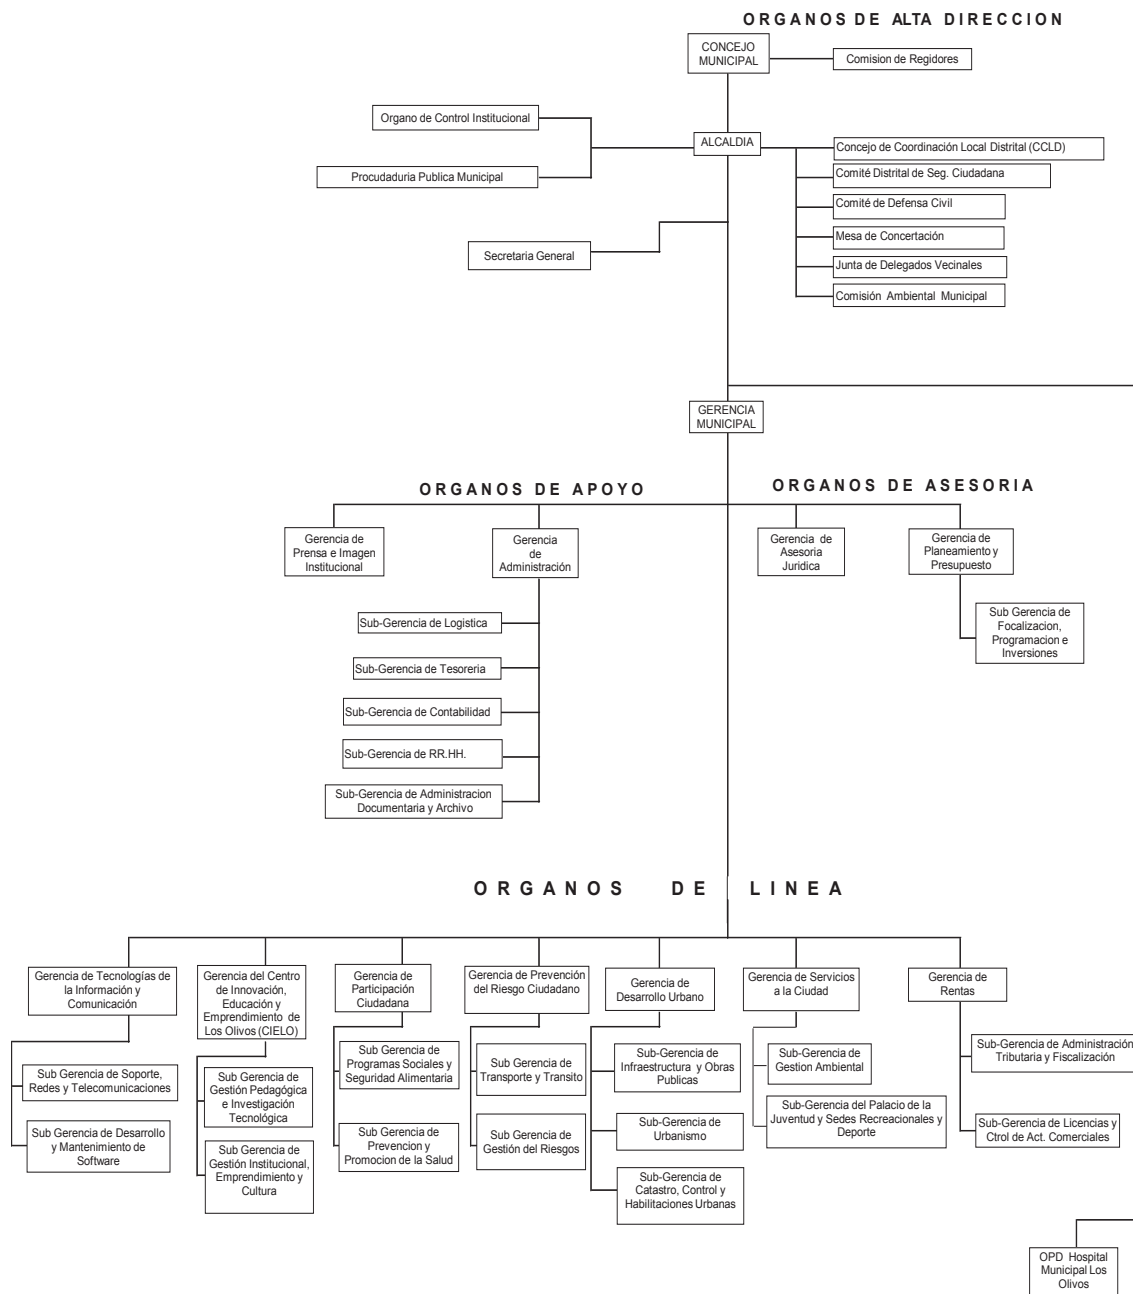 ORGANOS DE ALTA DIRECCION
CONCEJO
MUNICIPAL
Comision de Regidores
Organo de Control Institucional
ALCALDIA
Procudaduria Publica Municipal
Concejo de Coordinación Local Distrital (CCLD)
Comité Distrital de Seg. Ciudadana
Comité de Defensa Civil
Mesa de Concertación
Junta de Delegados Vecinales
Comisión Ambiental Municipal
Secretaria General
GERENCIA
MUNICIPAL
ORGANOS DE APOYO
ORGANOS DE ASESORIA
Gerencia de
Prensa e Imagen
Institucional
Gerencia
de
Administración
Gerencia de
Asesoria
Juridica
Gerencia de
Planeamiento y
Presupuesto
Sub-Gerencia de Logistica
Sub-Gerencia de Tesoreria
Sub-Gerencia de Contabilidad
Sub-Gerencia de RR.HH.
Sub-Gerencia de Administracion
Documentaria y Archivo
Sub Gerencia de
Focalizacion,
Programacion e
Inversiones
ORGANOS DE LINEA
Gerencia de Tecnologías de
la Información y
Comunicación
Gerencia del Centro
de Innovación,
Educación y
Emprendimiento de
Los Olivos (CIELO)
Gerencia de
Participación
Ciudadana
Gerencia de Prevención
del Riesgo Ciudadano
Gerencia de
Desarrollo Urbano
Gerencia de Servicios
a la Ciudad
Gerencia de
Rentas
Sub Gerencia de Soporte,
Redes y Telecomunicaciones
Sub Gerencia de Desarrollo
y Mantenimiento de
Software
Sub Gerencia de
Gestión Pedagógica
e Investigación
Tecnológica
Sub Gerencia de
Gestión Institucional,
Emprendimiento y
Cultura
Sub Gerencia de
Programas Sociales y
Seguridad Alimentaria
Sub Gerencia de
Prevencion y
Promocion de la Salud
Sub Gerencia de
Transporte y Transito
Sub Gerencia de
Gestión del Riesgos
Sub-Gerencia de
Infraestructura y Obras
Publicas
Sub-Gerencia de
Urbanismo
Sub-Gerencia de
Catastro, Control y
Habilitaciones Urbanas
Sub-Gerencia de
Gestion Ambiental
Sub-Gerencia del Palacio de la
Juventud y Sedes Recreacionales y
Deporte
Sub-Gerencia de Administración
Tributaria y Fiscalización
Sub-Gerencia de Licencias y
Ctrol de Act. Comerciales
OPD Hospital
Municipal Los
Olivos